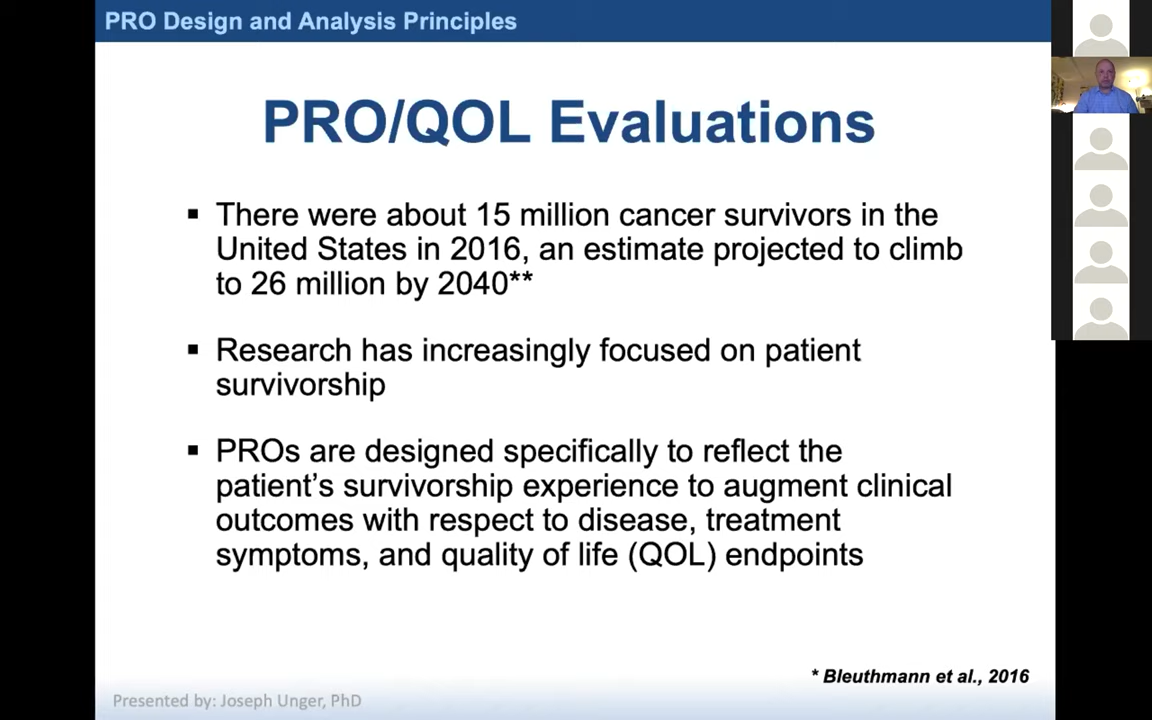 PRO Design and Analysis Principles
PRO/QOL Evaluations
▪ There were about 15 million cancer survivors in the
United States in 2016, an estimate projected to climb
to 26 million by 2040**
▪ Research has increasingly focused on patient
survivorship
▪ PROs are designed specifically to reflect the
patient’s survivorship experience to augment clinical
outcomes with respect to disease, treatment
symptoms, and quality of life (QOL) endpoints
* Bleuthmann et al., 2016
Presented by: Joseph Unger, PhD